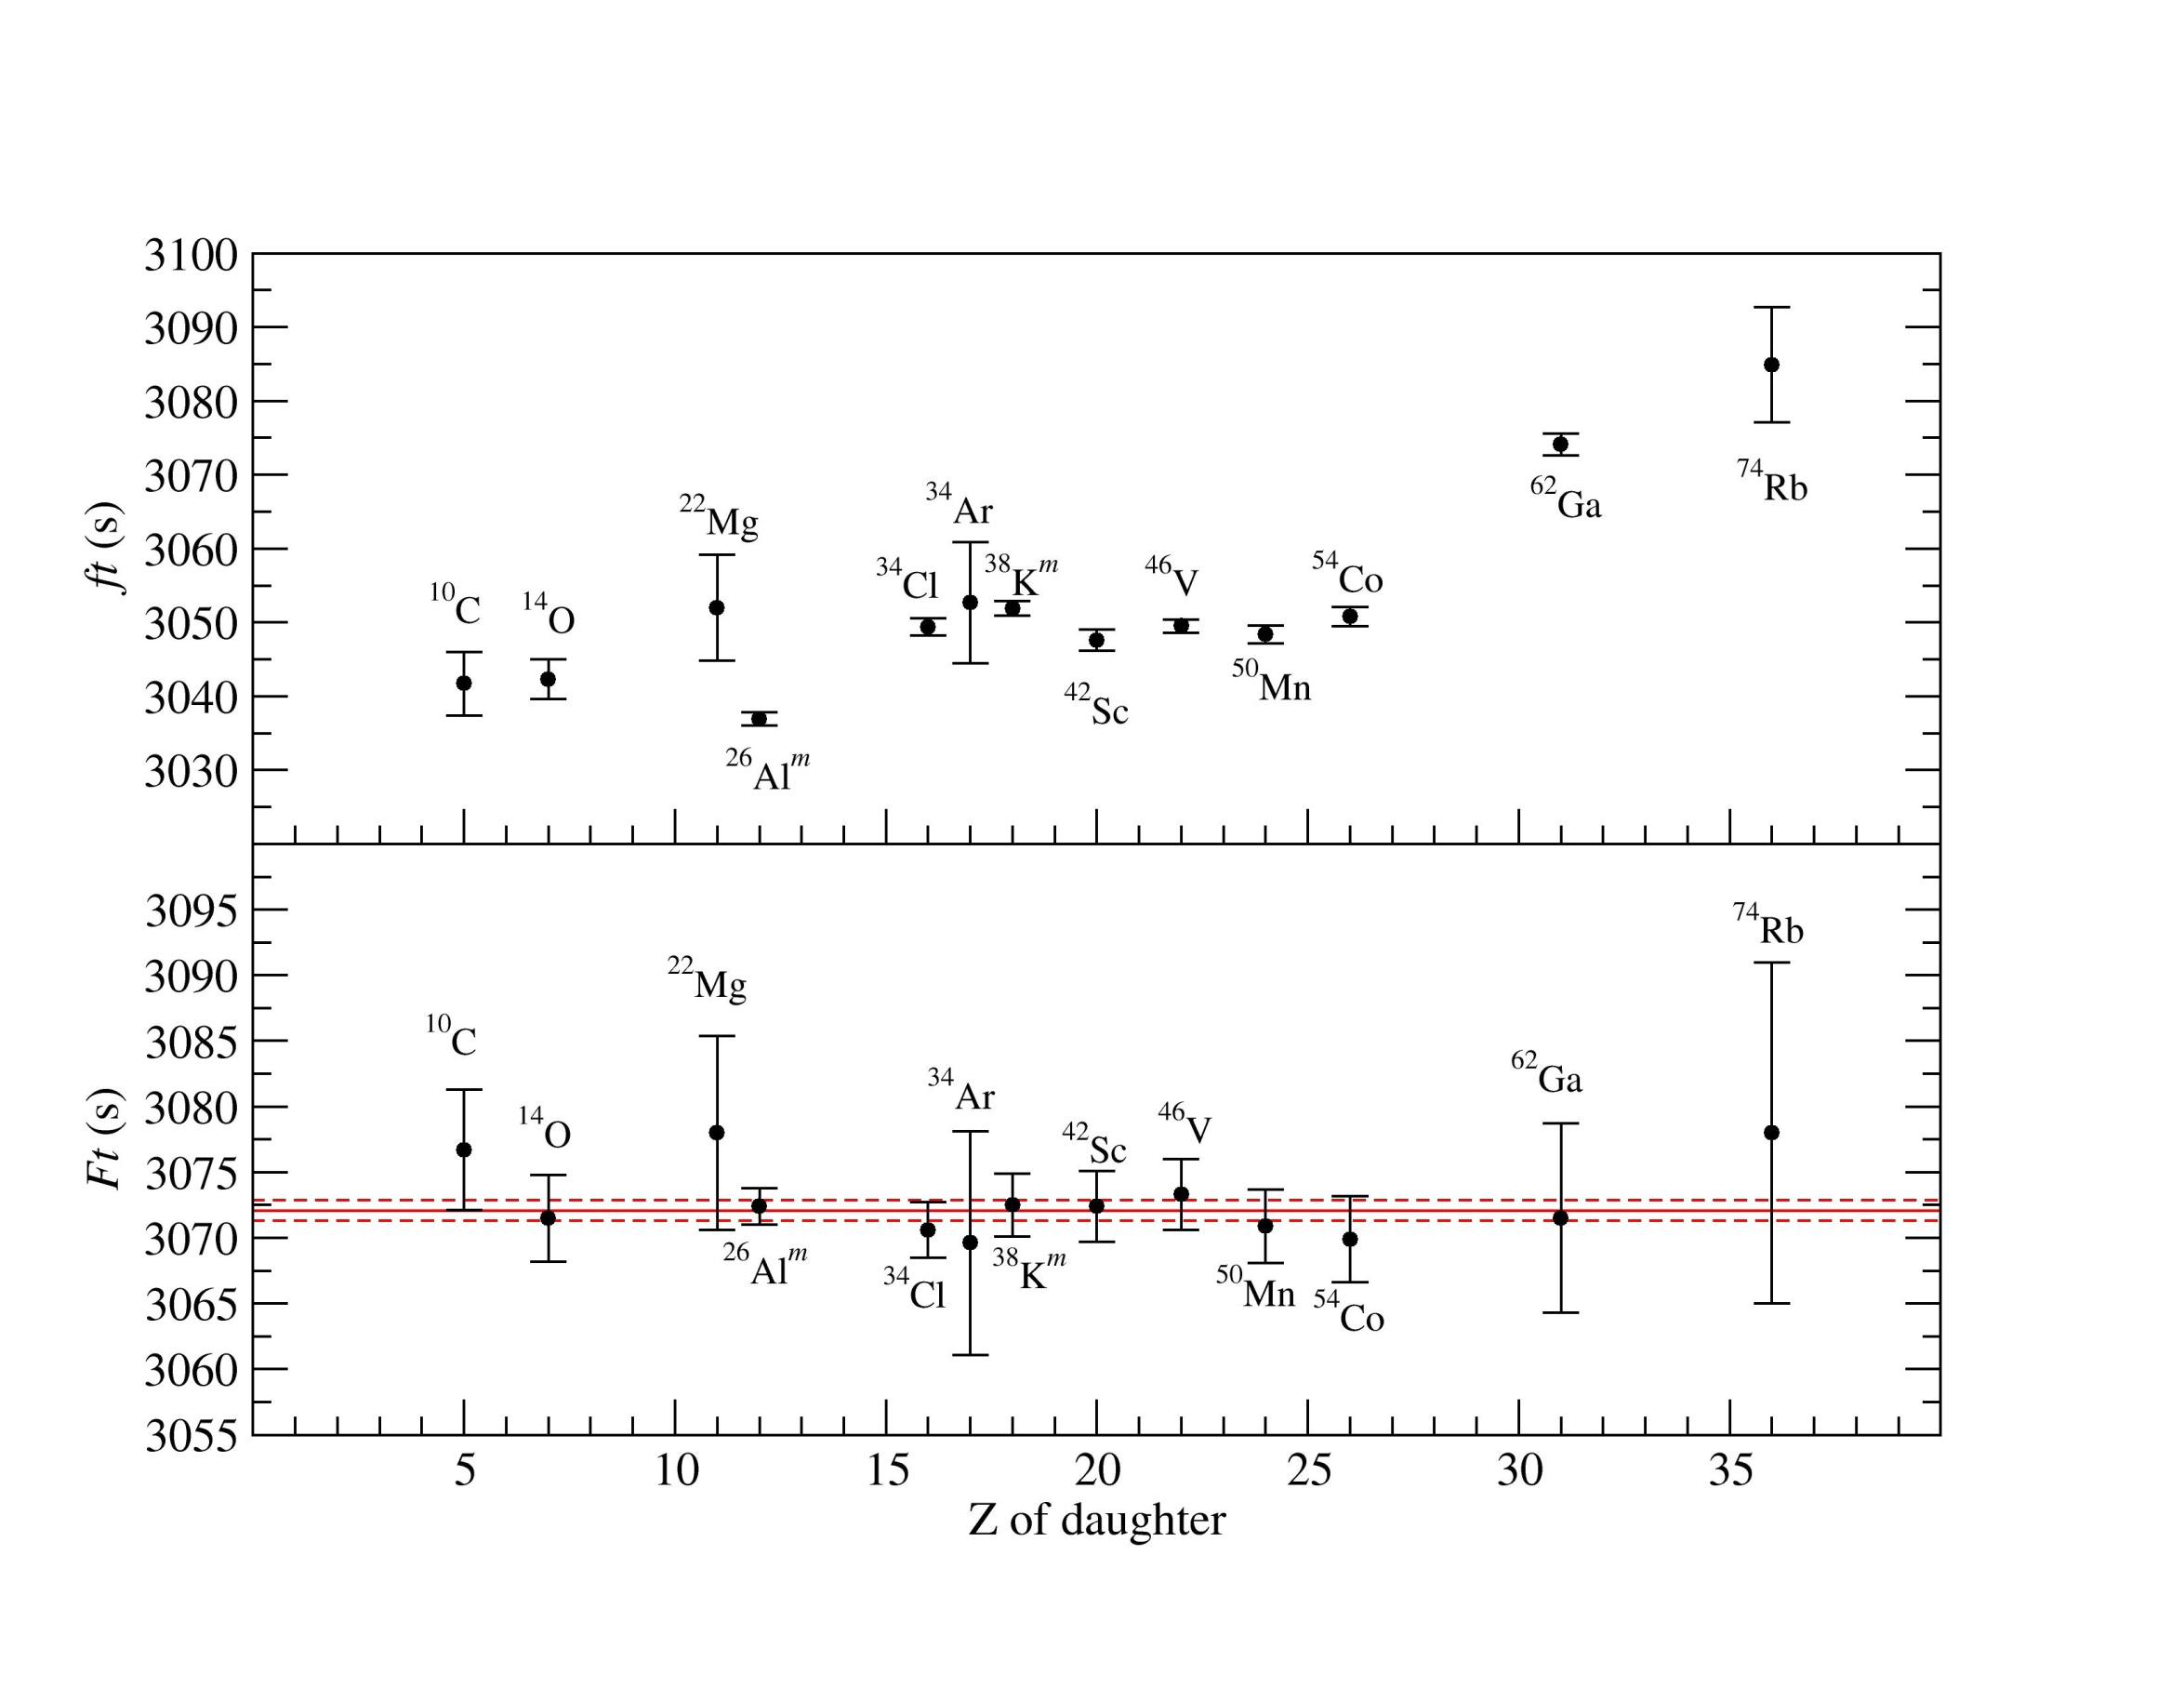 3100
3090
3080
3070
3060
3050
3040
3030
ft (s)
¹⁰C
¹⁴O
²²Mg
²⁶Alᵐ
³⁴Cl
³⁴Ar
³⁸Kᵐ
⁴²Sc
⁴⁶V
⁵⁰Mn
⁵⁴Co
⁶²Ga
⁷⁴Rb
3095
3090
3085
3080
3075
3070
3065
3060
3055
Ft (s)
¹⁰C
¹⁴O
²²Mg
²⁶Alᵐ
³⁴Cl
³⁴Ar
³⁸Kᵐ
⁴²Sc
⁴⁶V
⁵⁰Mn
⁵⁴Co
⁶²Ga
⁷⁴Rb
5 10 15 20 25 30 35
Z of daughter